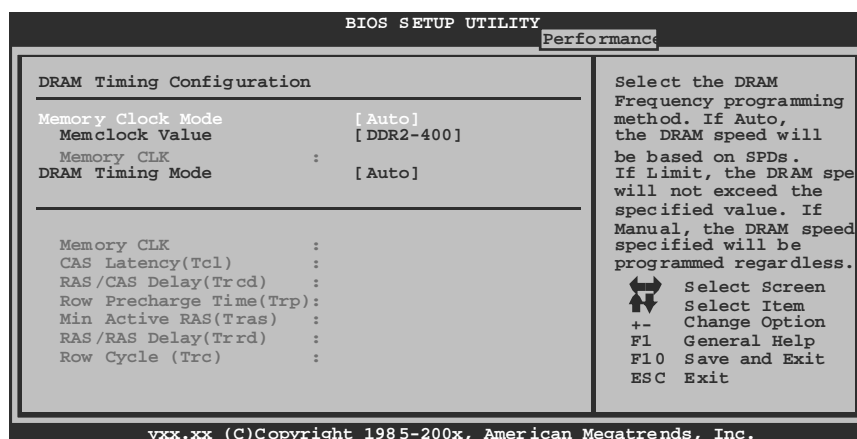 BIOS SETUP UTILITY
Performance
DRAM Timing Configuration
Memory Clock Mode [Auto]
Memclock Value [DDR2-400]
Memory CLK :
DRAM Timing Mode [Auto]
Memory CLK :
CAS Latency(Tcl) :
RAS/CAS Delay(Trcd) :
Row Precharge Time(Trp):
Min Active RAS(Tras) :
RAS/RAS Delay(Trrd) :
Row Cycle (Trc) :
Select the DRAM
Frequency programming
method. If Auto,
the DRAM speed will
be based on SPDs.
If Limit, the DRAM spe
will not exceed the
specified value. If
Manual, the DRAM speed
specified will be
programmed regardless.
Select Screen
Select Item
+- Change Option
F1 General Help
F10 Save and Exit
ESC Exit
vxx.xx (C)Copyright 1985-200x, American Megatrends, Inc.